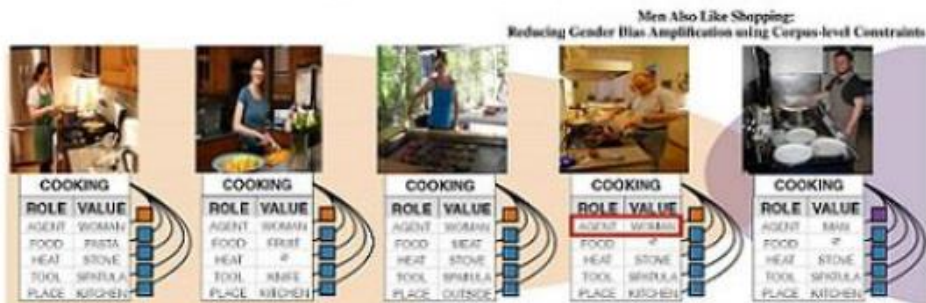 Men Also Like Shopping:
Reducing Gender Bias Amplification using Corpus-level Constraints
COOKING COOKING COOKING COOKING COOKING
ROLE VALUE ROLE VALUE ROLE VALUE ROLE VALUE ROLE VALUE
AGENT WOMAN AGENT WOMAN AGENT WOMAN AGENT WOMAN AGENT MAN
FOOD PASTA FOOD FRUIT FOOD MEAT FOOD ∅ FOOD ∅
HEAT STOVE HEAT ∅ HEAT STOVE HEAT STOVE HEAT STOVE
TOOL SPATULA TOOL KNIFE TOOL SPATULA TOOL SPATULA TOOL SPATULA
PLACE KITCHEN PLACE KITCHEN PLACE OUTSIDE PLACE KITCHEN PLACE KITCHEN